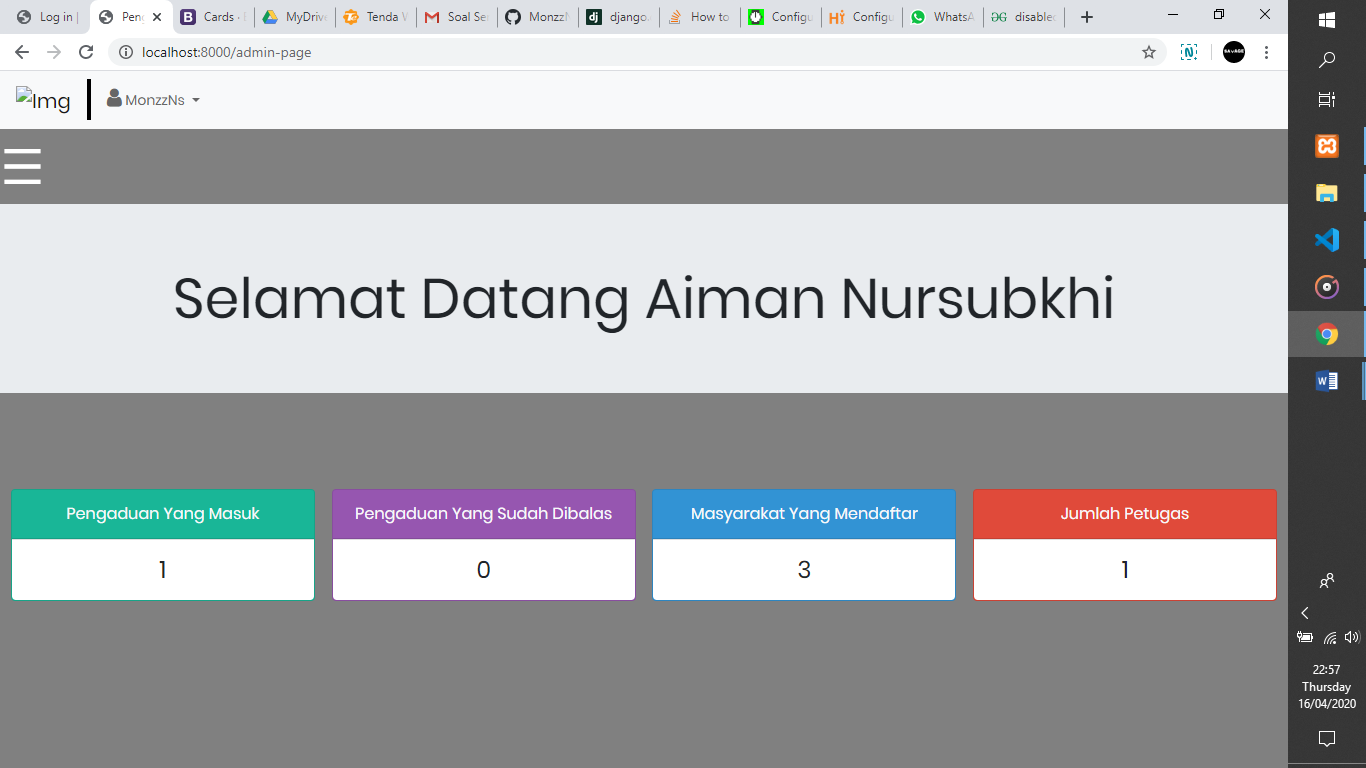 Log in |
Peng
Cards ·
MyDrive
Tenda W
Soal Se
MonzzN
django
How to
Configu
Configu
WhatsA
disabled
localhost:8000/admin-page
Img
MonzzNs
Selamat Datang Aiman Nursubkhi
Pengaduan Yang Masuk
1
Pengaduan Yang Sudah Dibalas
0
Masyarakat Yang Mendaftar
3
Jumlah Petugas
1
22:57
Thursday
16/04/2020